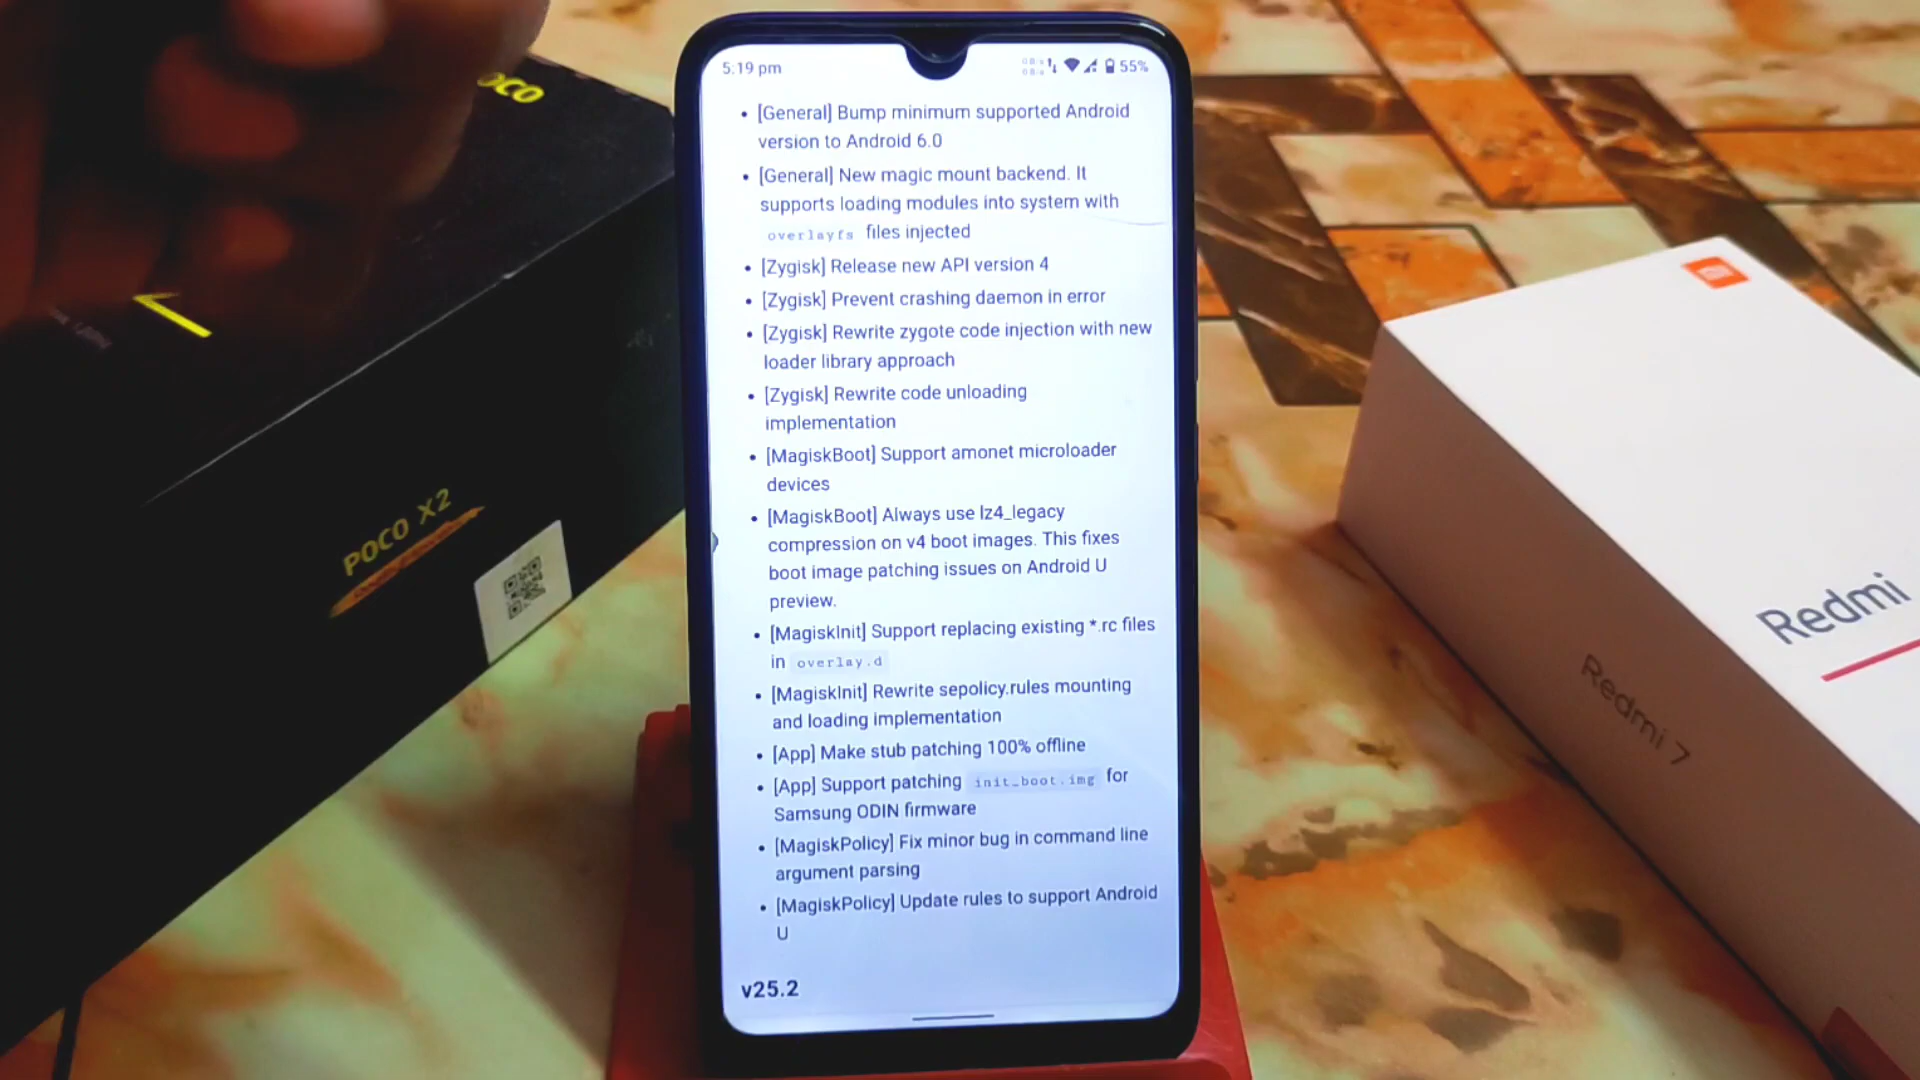 5:19 pm
55%
• [General] Bump minimum supported Android
version to Android 6.0
• [General] New magic mount backend. It
supports loading modules into system with
overlayfs files injected
• [Zygisk] Release new API version 4
• [Zygisk] Prevent crashing daemon in error
• [Zygisk] Rewrite zygote code injection with new
loader library approach
• [Zygisk] Rewrite code unloading
implementation
• [MagiskBoot] Support amonet microloader
devices
• [MagiskBoot] Always use lz4_legacy
compression on v4 boot images. This fixes
boot image patching issues on Android U
preview.
• [MagiskInit] Support replacing existing *.rc files
in overlay.d
• [MagiskInit] Rewrite sepolicy.rules mounting
and loading implementation
• [App] Make stub patching 100% offline
• [App] Support patching init_boot.img for
Samsung ODIN firmware
• [MagiskPolicy] Fix minor bug in command line
argument parsing
• [MagiskPolicy] Update rules to support Android
U
v25.2
POCO X2
Redmi
Redmi 7